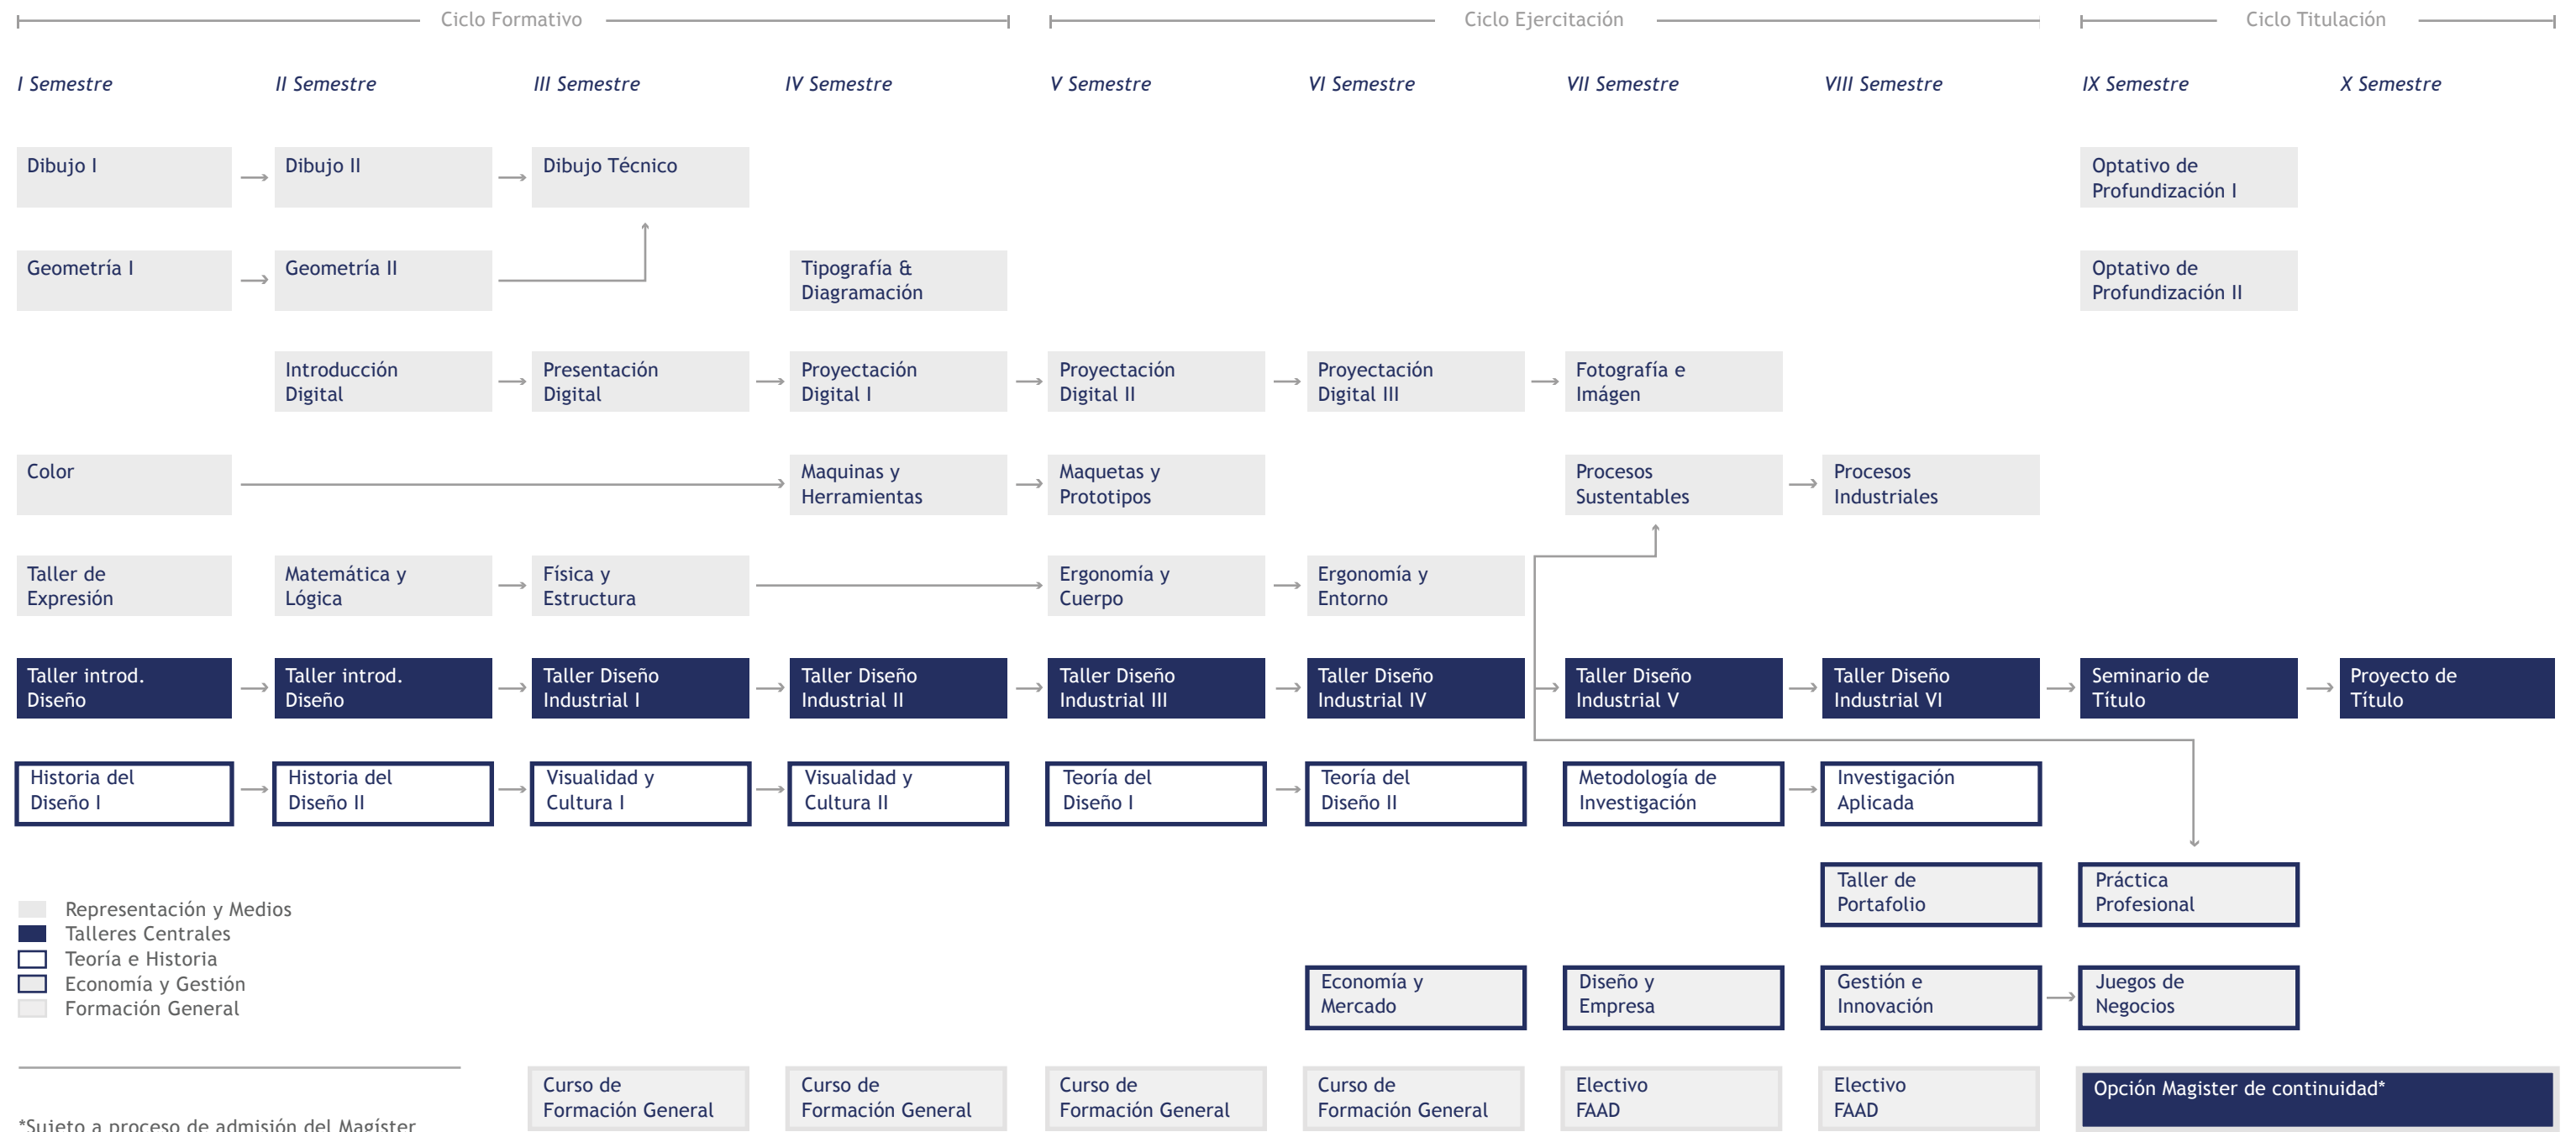 Ciclo Formativo
Ciclo Ejercitación
Ciclo Titulación
I Semestre
II Semestre
III Semestre
IV Semestre
V Semestre
VI Semestre
VII Semestre
VIII Semestre
IX Semestre
X Semestre
Dibujo I
Dibujo II
Dibujo Técnico
Optativo de
Profundización I
Geometría I
Geometría II
Tipografía &
Diagramación
Optativo de
Profundización II
Introducción
Digital
Presentación
Digital
Proyectación
Digital I
Proyectación
Digital II
Proyectación
Digital III
Fotografía e
Imágen
Color
Maquinas y
Herramientas
Maquetas y
Prototipos
Procesos
Sustentables
Procesos
Industriales
Taller de
Expresión
Matemática y
Lógica
Física y
Estructura
Ergonomía y
Cuerpo
Ergonomía y
Entorno
Taller introd.
Diseño
Taller introd.
Diseño
Taller Diseño
Industrial I
Taller Diseño
Industrial II
Taller Diseño
Industrial III
Taller Diseño
Industrial IV
Taller Diseño
Industrial V
Taller Diseño
Industrial VI
Seminario de
Título
Proyecto de
Título
Historia del
Diseño I
Historia del
Diseño II
Visualidad y
Cultura I
Visualidad y
Cultura II
Teoría del
Diseño I
Teoría del
Diseño II
Metodología de
Investigación
Investigación
Aplicada
Taller de
Portafolio
Práctica
Profesional
Representación y Medios
Talleres Centrales
Teoría e Historia
Economía y Gestión
Formación General
Economía y
Mercado
Diseño y
Empresa
Gestión e
Innovación
Juegos de
Negocios
Curso de
Formación General
Curso de
Formación General
Curso de
Formación General
Curso de
Formación General
Electivo
FAAD
Electivo
FAAD
Opción Magister de continuidad*
*Sujeto a proceso de admisión del Magíster